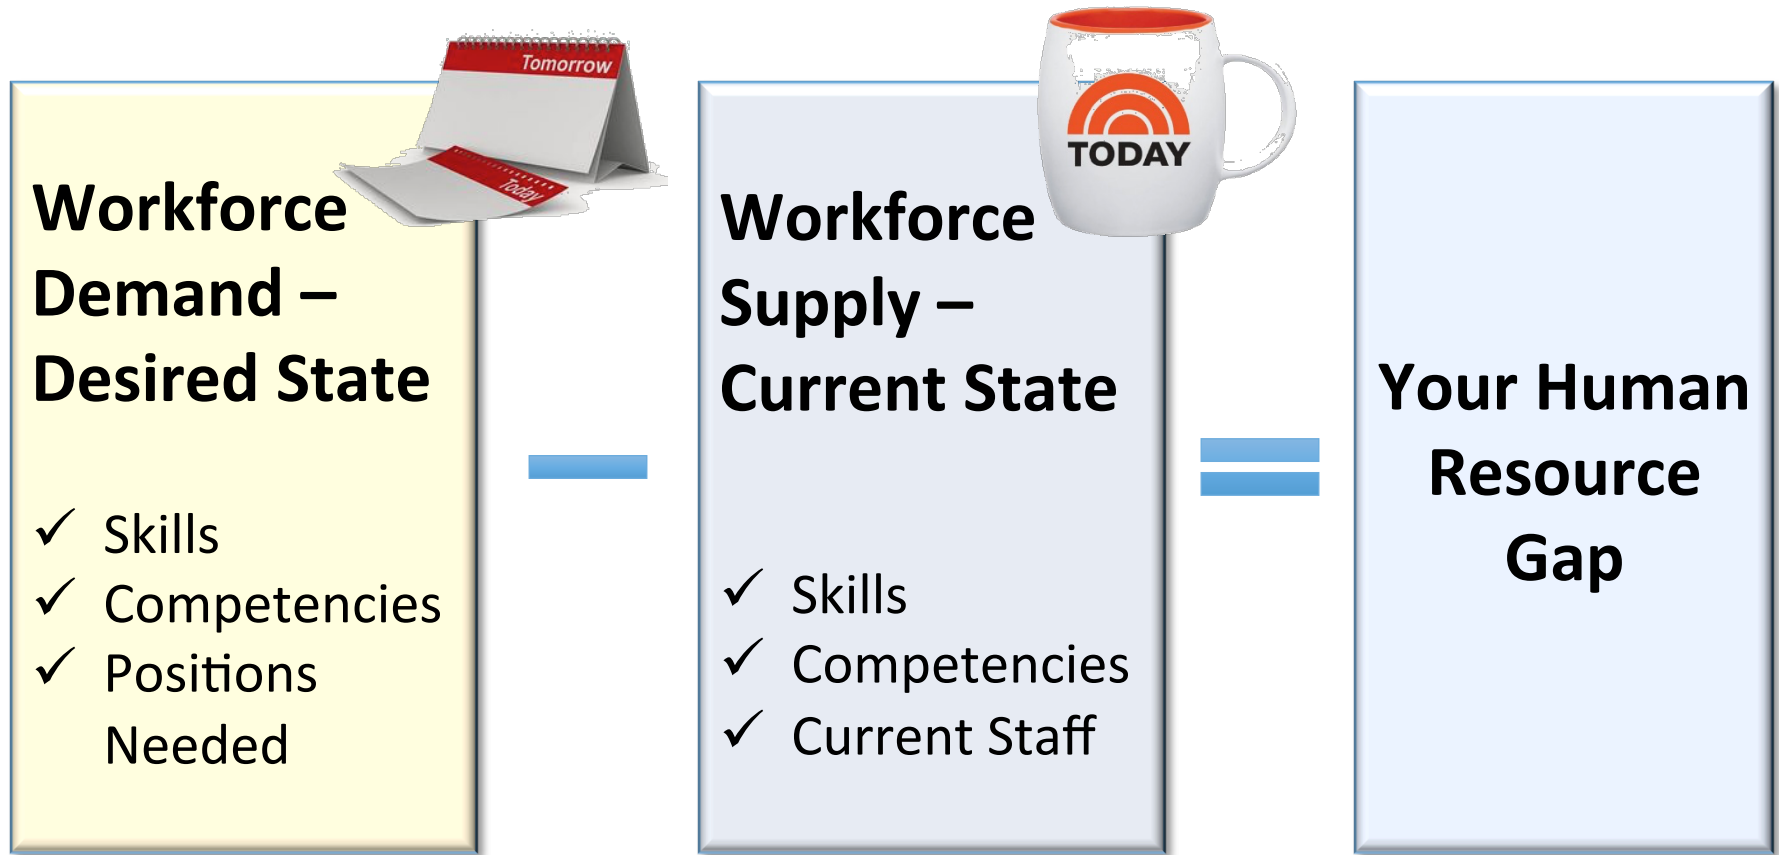 Tomorrow
Today
Workforce
Demand –
Desired State
✓ Skills
✓ Competencies
✓ Positions
Needed
TODAY
Workforce
Supply –
Current State
✓ Skills
✓ Competencies
✓ Current Staff
Your Human
Resource
Gap